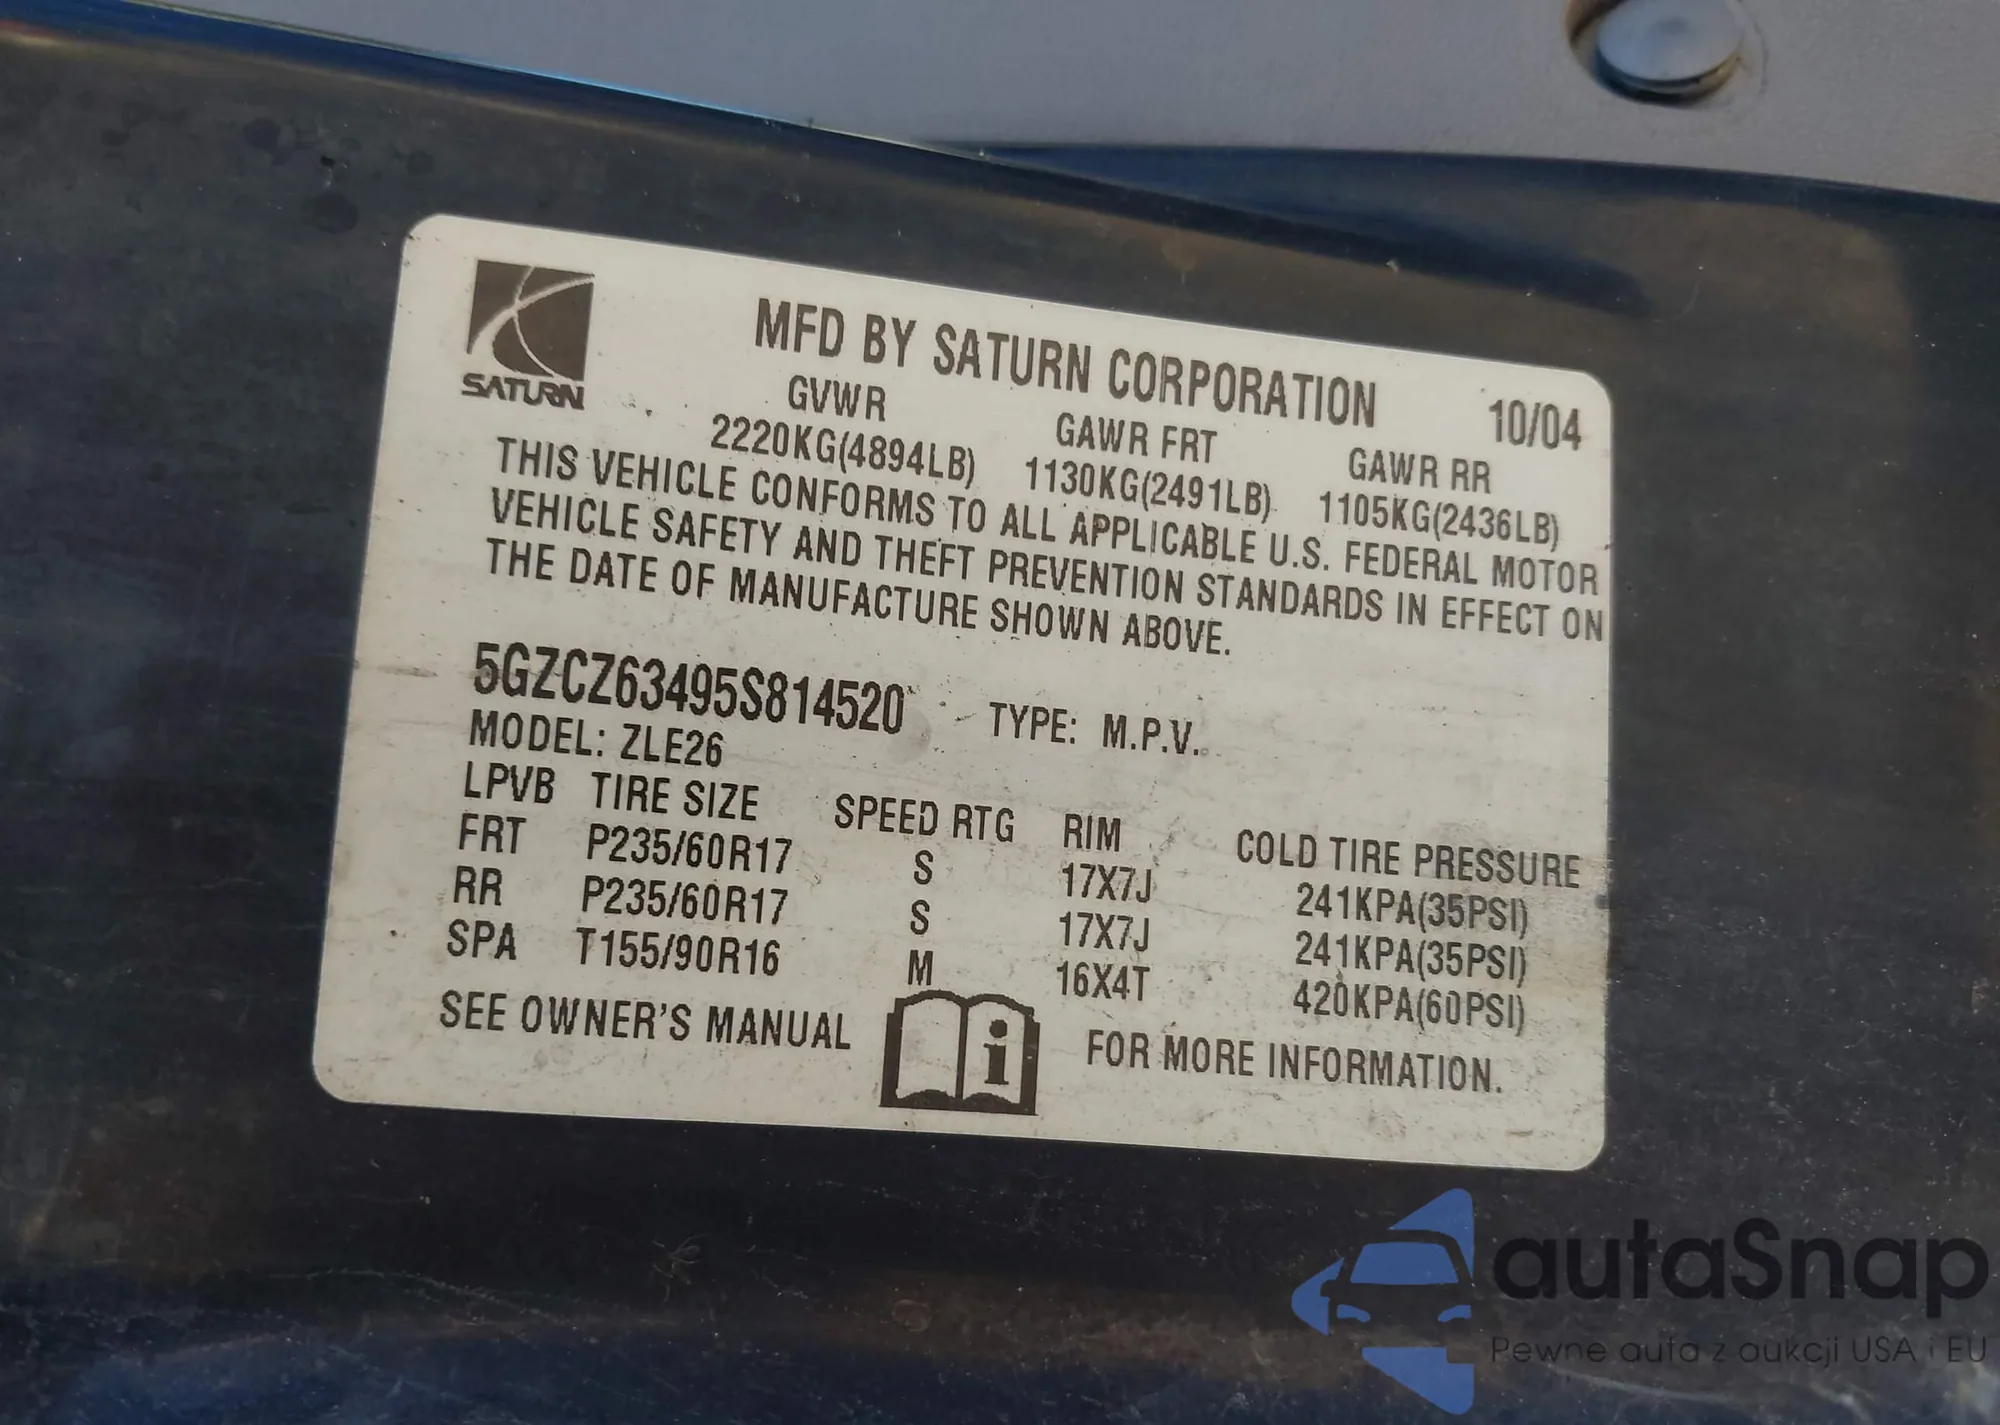 SATURN
MFD BY SATURN CORPORATION 10/04
GVWR GAWR FRT GAWR RR
2220KG(4894LB) 1130KG(2491LB) 1105KG(2436LB)
THIS VEHICLE CONFORMS TO ALL APPLICABLE U.S. FEDERAL MOTOR
VEHICLE SAFETY AND THEFT PREVENTION STANDARDS IN EFFECT ON
THE DATE OF MANUFACTURE SHOWN ABOVE.
5GZCZ63495S814520 TYPE: M.P.V.
MODEL: ZLE26
LPVB TIRE SIZE SPEED RTG RIM COLD TIRE PRESSURE
FRT P235/60R17 S 17X7J 241KPA(35PSI)
RR P235/60R17 S 17X7J 241KPA(35PSI)
SPA T155/90R16 M 16X4T 420KPA(60PSI)
SEE OWNER'S MANUAL i FOR MORE INFORMATION.
autaSnap
Pewne auta z aukcji USA i EU